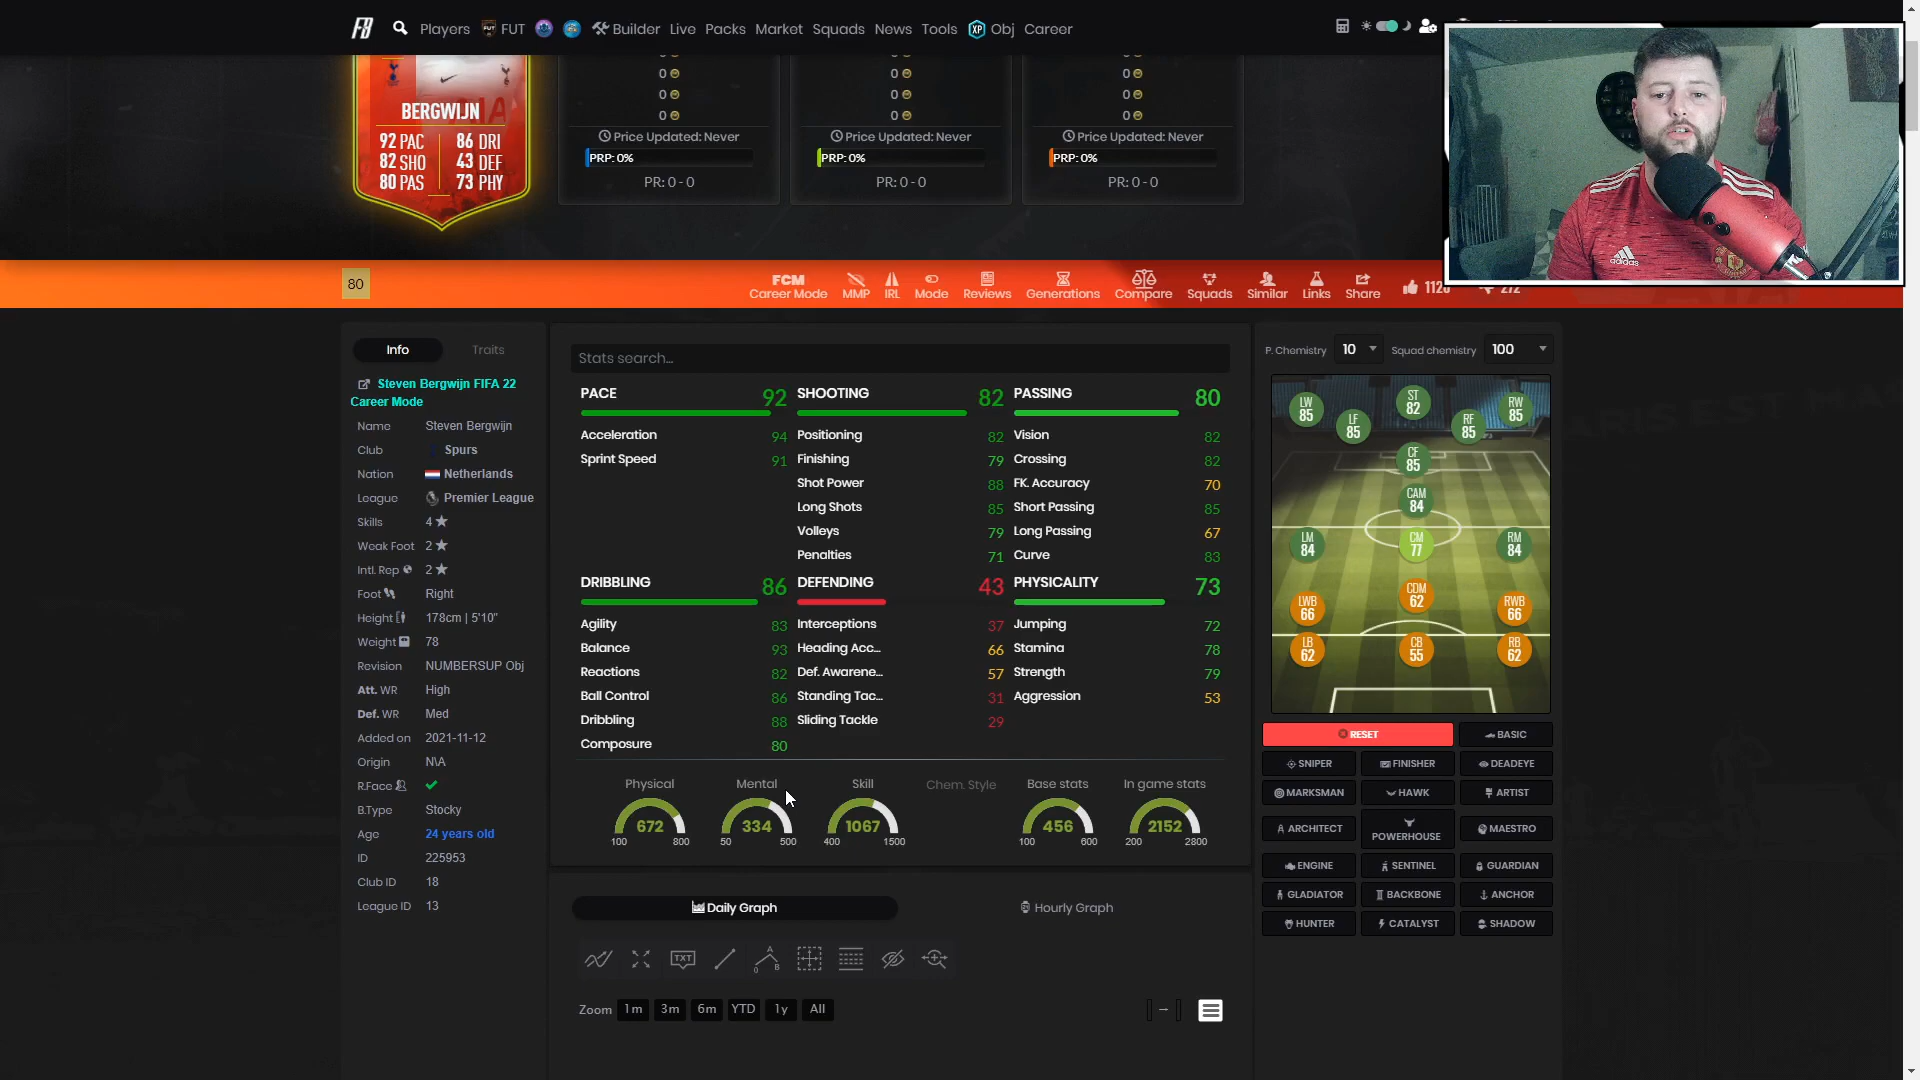 Players FUT Builder Live Packs Market Squads News Tools XP Obj Career
BERGWIJN
92 PAC 86 DRI
82 SHO 43 DEF
80 PAS 73 PHY
0 0 0
0 0 0
0 0 0
Price Updated: Never Price Updated: Never Price Updated: Never
PRP: 0% PRP: 0% PRP: 0%
PR: 0 - 0 PR: 0 - 0 PR: 0 - 0
80
FCM
Career Mode MMP IRL Mode Reviews Generations Compare Squads Similar Links Share
Info Traits
Steven Bergwijn FIFA 22
Career Mode
Name Steven Bergwijn
Club Spurs
Nation Netherlands
League Premier League
Skills 4★
Weak Foot 2★
Intl. Rep 2★
Foot Right
Height 178cm | 5'10"
Weight 78
Revision NUMBERSUP Obj
Att. WR High
Def. WR Med
Added on 2021-11-12
Origin N\A
R.Face ✔
B.Type Stocky
Age 24 years old
ID 225953
Club ID 18
League ID 13
Stats search...
PACE 92 SHOOTING 82 PASSING 80
Acceleration 94 Positioning 82 Vision 82
Sprint Speed 91 Finishing 79 Crossing 82
Shot Power 88 FK. Accuracy 70
Long Shots 85 Short Passing 85
Volleys 79 Long Passing 67
Penalties 71 Curve 83
DRIBBLING 86 DEFENDING 43 PHYSICALITY 73
Agility 83 Interceptions 37 Jumping 72
Balance 93 Heading Acc... 66 Stamina 78
Reactions 82 Def. Awarene... 57 Strength 79
Ball Control 86 Standing Tac... 31 Aggression 53
Dribbling 88 Sliding Tackle 29
Composure 80
Physical Mental Skill Chem. Style Base stats In game stats
672 334 1067 456 2152
100 800 50 500 400 1500 100 600 200 2800
Daily Graph Hourly Graph
TXT A 0 B
Zoom 1m 3m 6m YTD 1y All →
P. Chemistry 10 Squad chemistry 100
LW 85 ST 82 RW 85
LF 85 RF 85
CF 85
CAM 84
LM 84 CM 77 RM 84
CDM 62
LWB 66 RWB 66
LB 62 CB 55 RB 62
RESET BASIC
SNIPER FINISHER DEADEYE
MARKSMAN HAWK ARTIST
ARCHITECT POWERHOUSE MAESTRO
ENGINE SENTINEL GUARDIAN
GLADIATOR BACKBONE ANCHOR
HUNTER CATALYST SHADOW
adidas